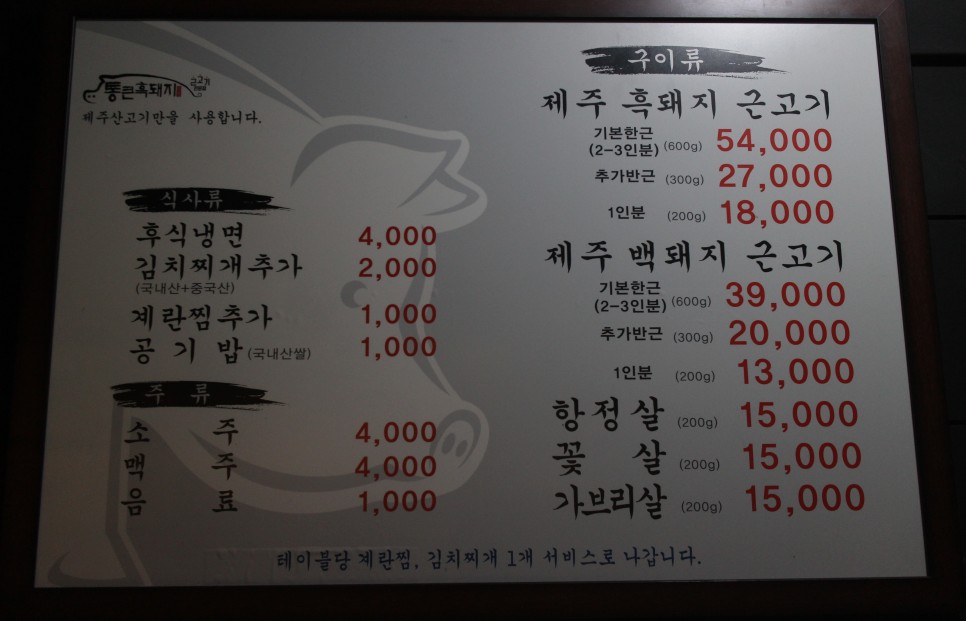 통큰흑돼지
근고기
제주산고기만을 사용합니다.
식사류
후식냉면 4,000
김치찌개추가 2,000
(국내산+중국산)
계란찜추가 1,000
공기밥(국내산쌀) 1,000
주류
소주 4,000
맥주 4,000
음료 1,000
구이류
제주 흑돼지 근고기
기본한근
(2-3인분) (600g) 54,000
추가반근 (300g) 27,000
1인분 (200g) 18,000
제주 백돼지 근고기
기본한근
(2-3인분) (600g) 39,000
추가반근 (300g) 20,000
1인분 (200g) 13,000
항정살 (200g) 15,000
꽃살 (200g) 15,000
가브리살 (200g) 15,000
테이블당 계란찜, 김치찌개 1개 서비스로 나갑니다.